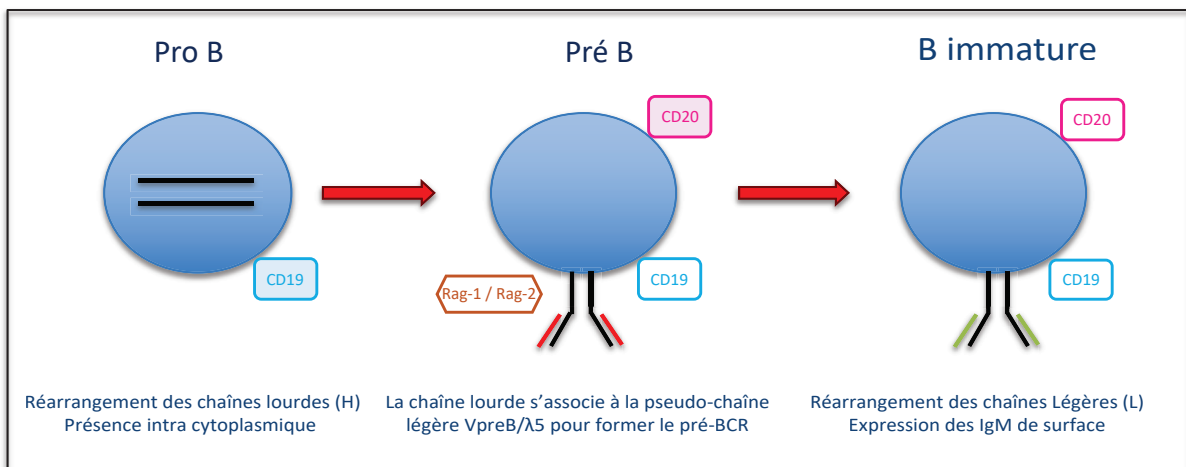 Pro B
Pré B
B immature
CD20
CD20
CD19
Rag-1 / Rag-2
CD19
CD19
Réarrangement des chaînes lourdes (H)
Présence intra cytoplasmique
La chaîne lourde s’associe à la pseudo-chaîne
légère VpreB/λ5 pour former le pré-BCR
Réarrangement des chaînes Légères (L)
Expression des IgM de surface